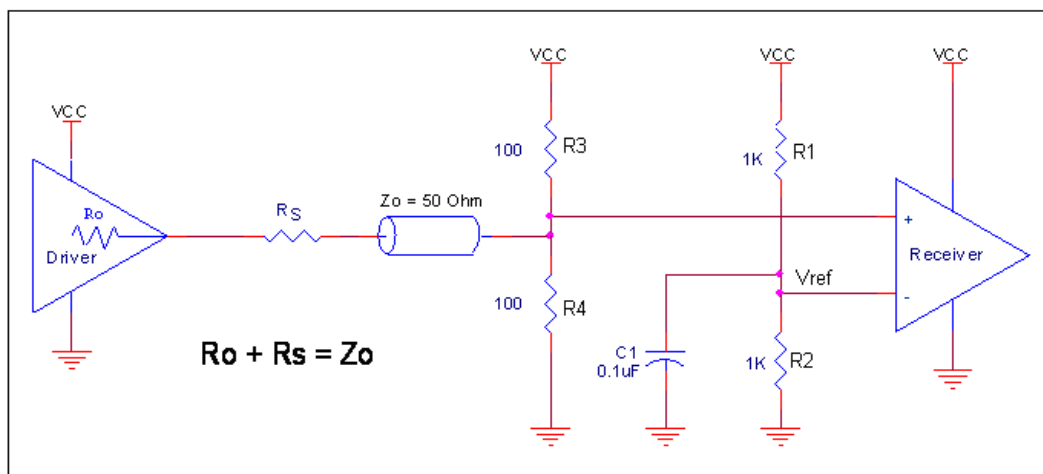 VCC
VCC
VCC
VCC
R3
100
R1
1K
Zo = 50 Ohm
Ro
RS
+
Driver
Receiver
Vref
-
R4
100
Ro + Rs = Zo
C1
0.1uF
R2
1K